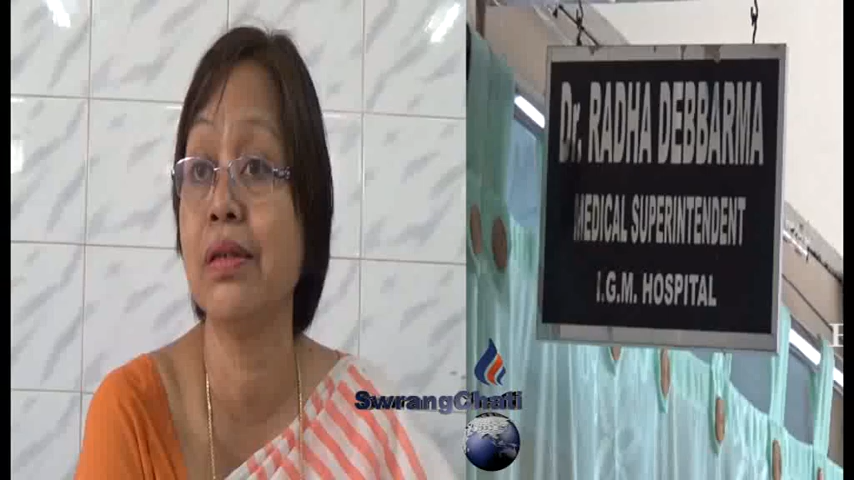 Dr. RADHA DEBBARMA
MEDICAL SUPERINTENDENT
I.G.M. HOSPITAL
SwrangChati
E